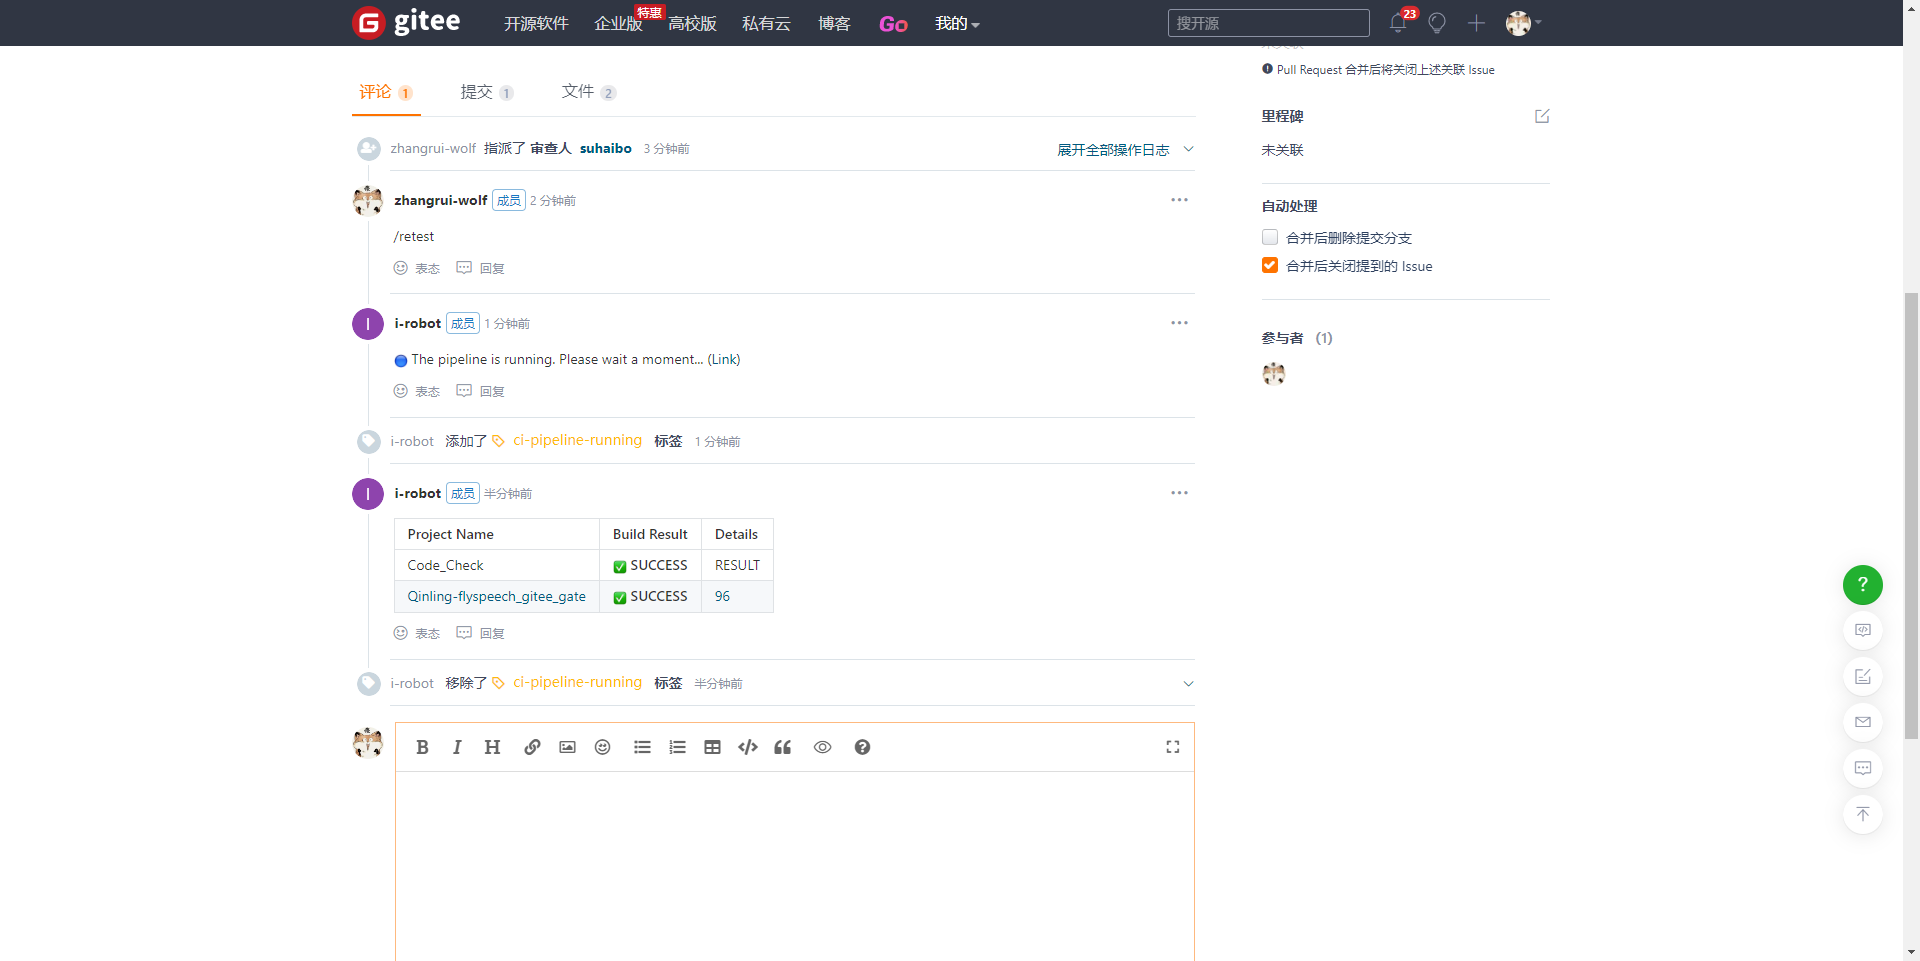 gitee 开源软件 企业版 特惠 高校版 私有云 博客 Go 我的 搜开源 23
Pull Request 合并后将关闭上述关联 Issue
评论 1 提交 1 文件 2
里程碑
未关联
zhangrui-wolf 指派了 审查人 suhaibo 3 分钟前 展开全部操作日志
zhangrui-wolf 成员 2 分钟前
/retest
表态 回复
自动处理
合并后删除提交分支
合并后关闭提到的 Issue
i-robot 成员 1 分钟前
The pipeline is running. Please wait a moment... (Link)
表态 回复
参与者 (1)
i-robot 添加了 ci-pipeline-running 标签 1 分钟前
I i-robot 成员 半分钟前
Project Name Build Result Details
Code_Check SUCCESS RESULT
Qinling-flyspeech_gitee_gate SUCCESS 96
表态 回复
i-robot 移除了 ci-pipeline-running 标签 半分钟前
B I H